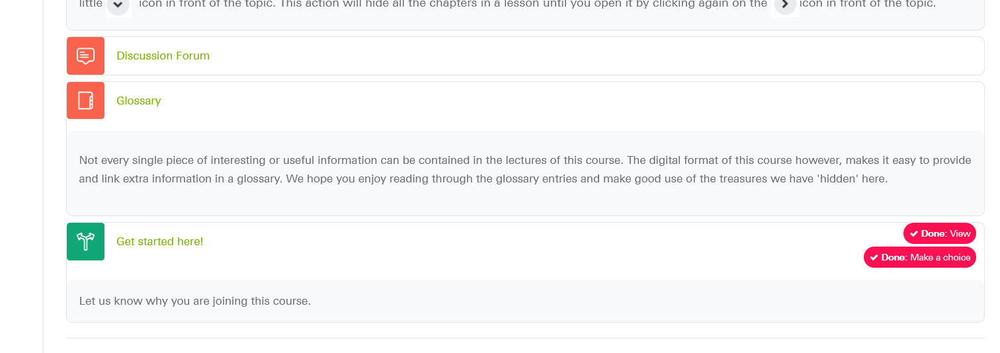 little icon in front of the topic. This action will hide all the chapters in a lesson until you open it by clicking again on the icon in front of the topic.
Discussion Forum
Glossary
Not every single piece of interesting or useful information can be contained in the lectures of this course. The digital format of this course however, makes it easy to provide
and link extra information in a glossary. We hope you enjoy reading through the glossary entries and make good use of the treasures we have 'hidden' here.
Get started here!
Done: View
Done: Make a choice
Let us know why you are joining this course.